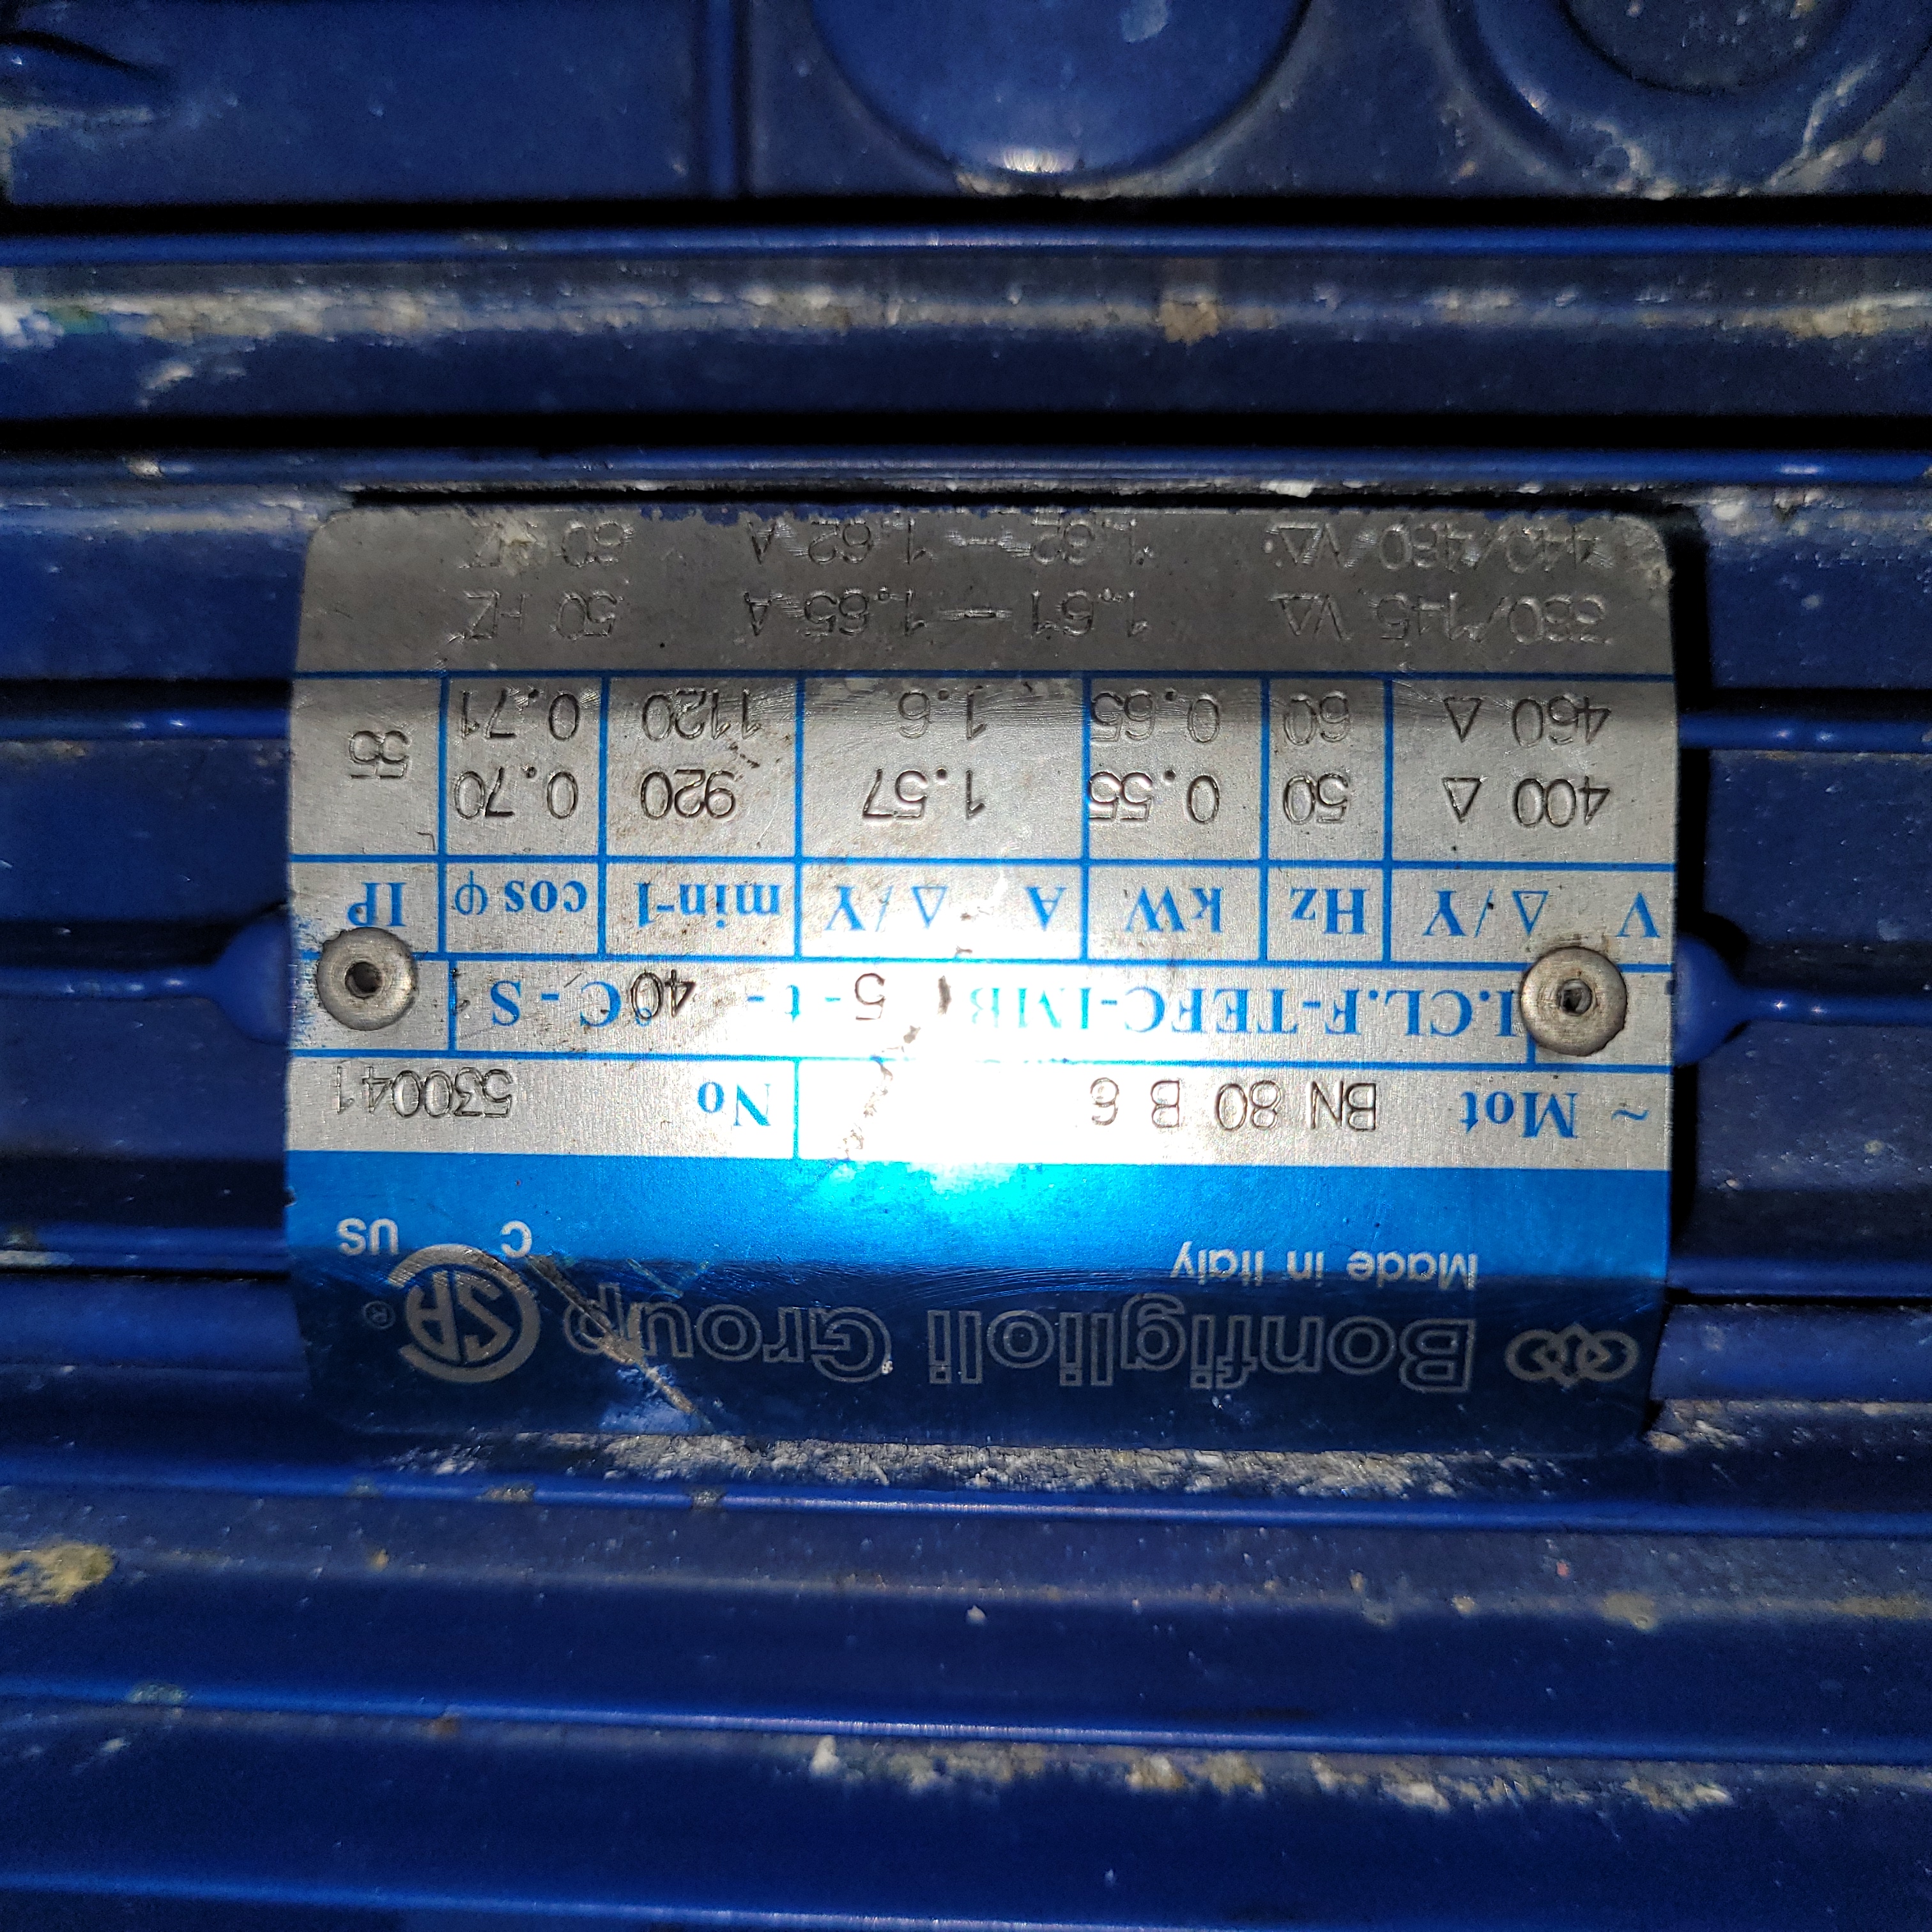 Bonfiglioli Group ®
Made in Italy C SA US
~ Mot BN 80 B 6 No 530041
I.CL.F-TEFC-IMB 5 - t - 40°C - S 1
V Δ/Y Hz kW A Δ/Y min-1 cos φ IP
400 Δ 50 0.55 1.57 920 0.70 55
460 Δ 60 0.65 1.6 1120 0.71
VΔ 1.61 - 1.65 A 50 HZ
440/480 VΔ 1.62 - 1.62 A 60 HZ